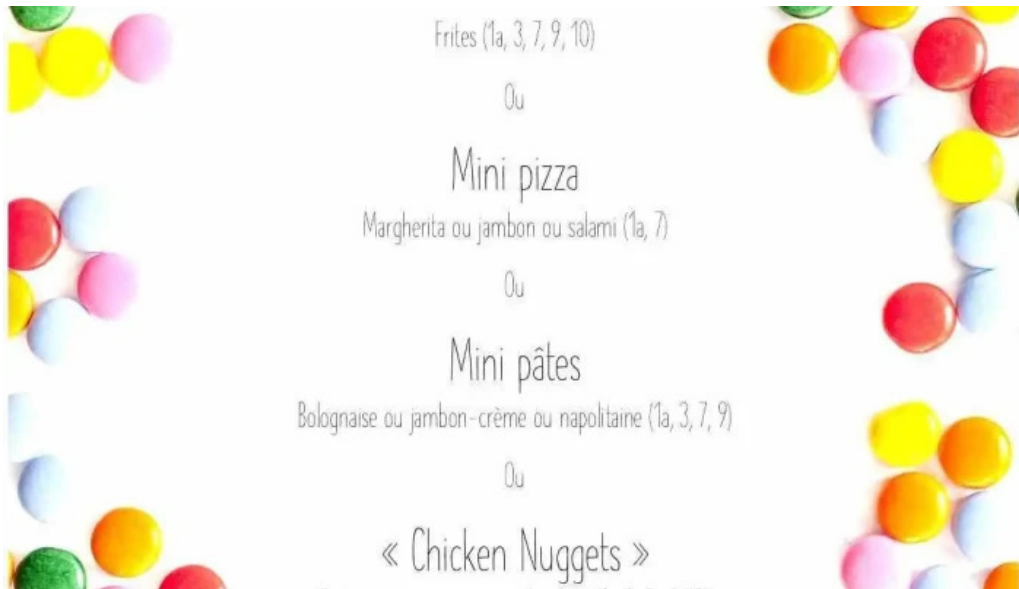 Frites (1a, 3, 7, 9, 10)
Ou
Mini pizza
Margherita ou jambon ou salami (1a, 7)
Ou
Mini pâtes
Bolognaise ou jambon-crème ou napolitaine (1a, 3, 7, 9)
Ou
« Chicken Nuggets »